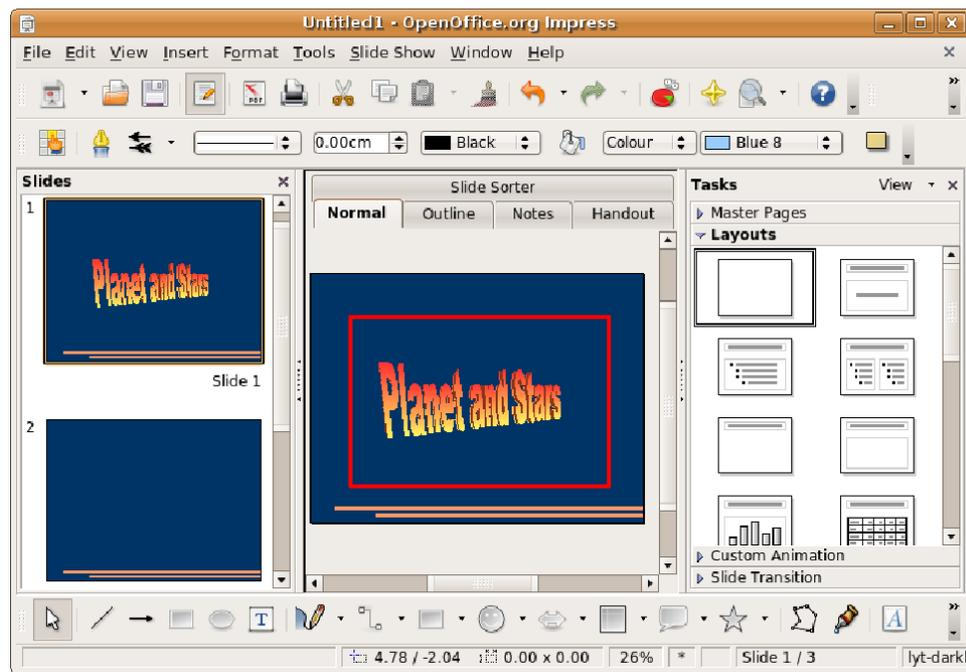 Untitled1 - OpenOffice.org Impress
File Edit View Insert Format Tools Slide Show Window Help
0.00cm Black Colour Blue 8
Slides
1
Planet and Stars
Slide 1
2
Slide Sorter
Normal Outline Notes Handout
Planet and Stars
Tasks View
Master Pages
Layouts
Custom Animation
Slide Transition
4.78 / -2.04 0.00 x 0.00 26% * Slide 1 / 3 lyt-dark